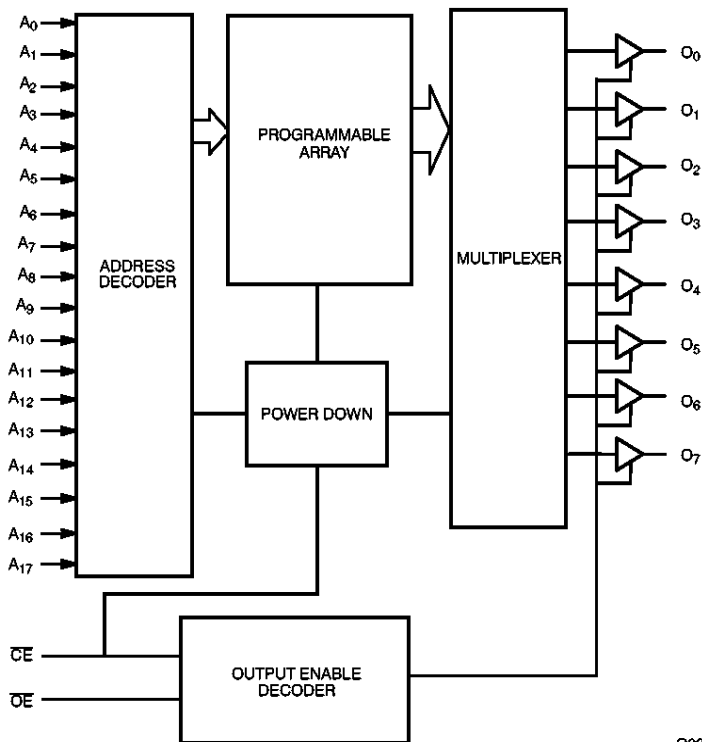 A0
A1
A2
A3
A4
A5
A6
A7
A8
A9
A10
A11
A12
A13
A14
A15
A16
A17
ADDRESS
DECODER
PROGRAMMABLE
ARRAY
POWER DOWN
MULTIPLEXER
O0
O1
O2
O3
O4
O5
O6
O7
CE
OE
OUTPUT ENABLE
DECODER